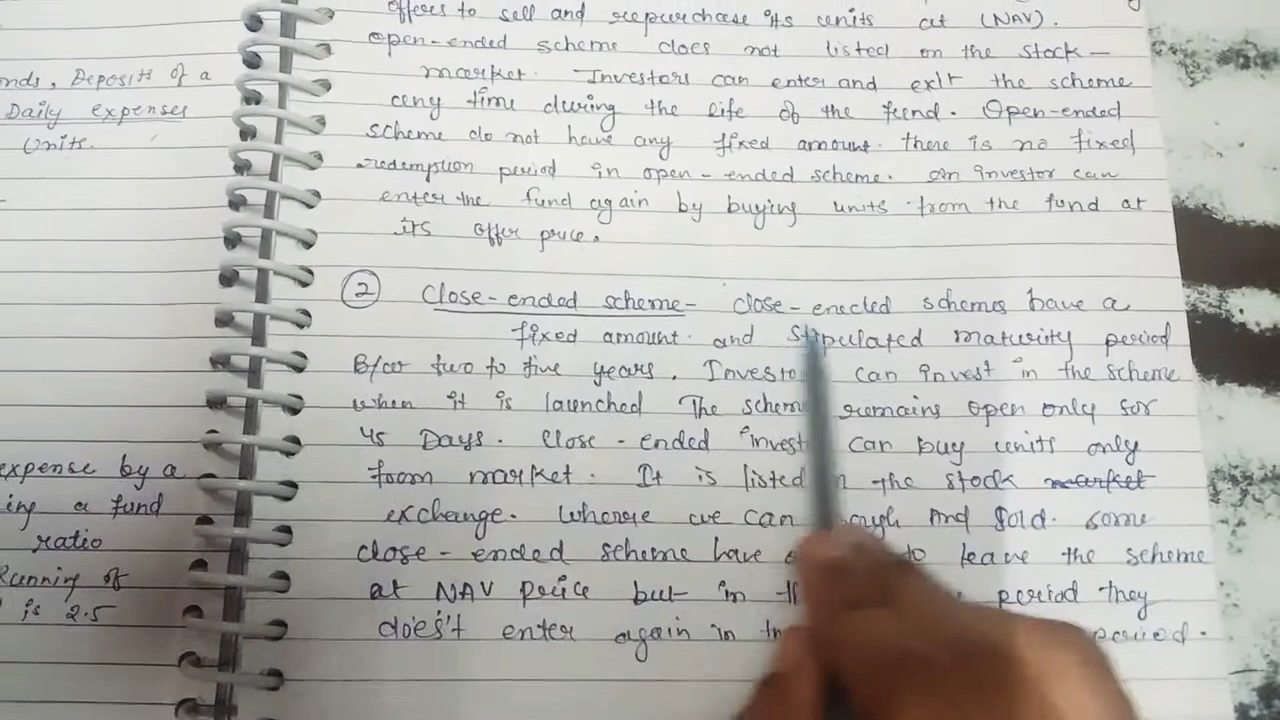 nds, Deposits of a
Daily expenses
Units.
expense by a
ing a fund
ratio
Running of
is 2.5
offers to sell and repurchase its units at (NAV).
open-ended scheme does not listed on the stock-
market. Investors can enter and exit the scheme
any time during the life of the fund. Open-ended
scheme do not have any fixed amount. there is no fixed
redemption period in open-ended scheme. An investor can
enter the fund again by buying units from the fund at
its offer price.
2 Close-ended scheme- close-ended schemes have a
fixed amount. and stipulated maturity period
B/w two to five years. Investo can invest in the scheme
when it is launched The schem remains open only for
45 Days. Close-ended invest can buy units only
from market. It is listed n the stock market
exchange. Where we can ough And Sold. some
close-ended scheme have to leave the scheme
at NAV price but in th period they
does't enter again in period.